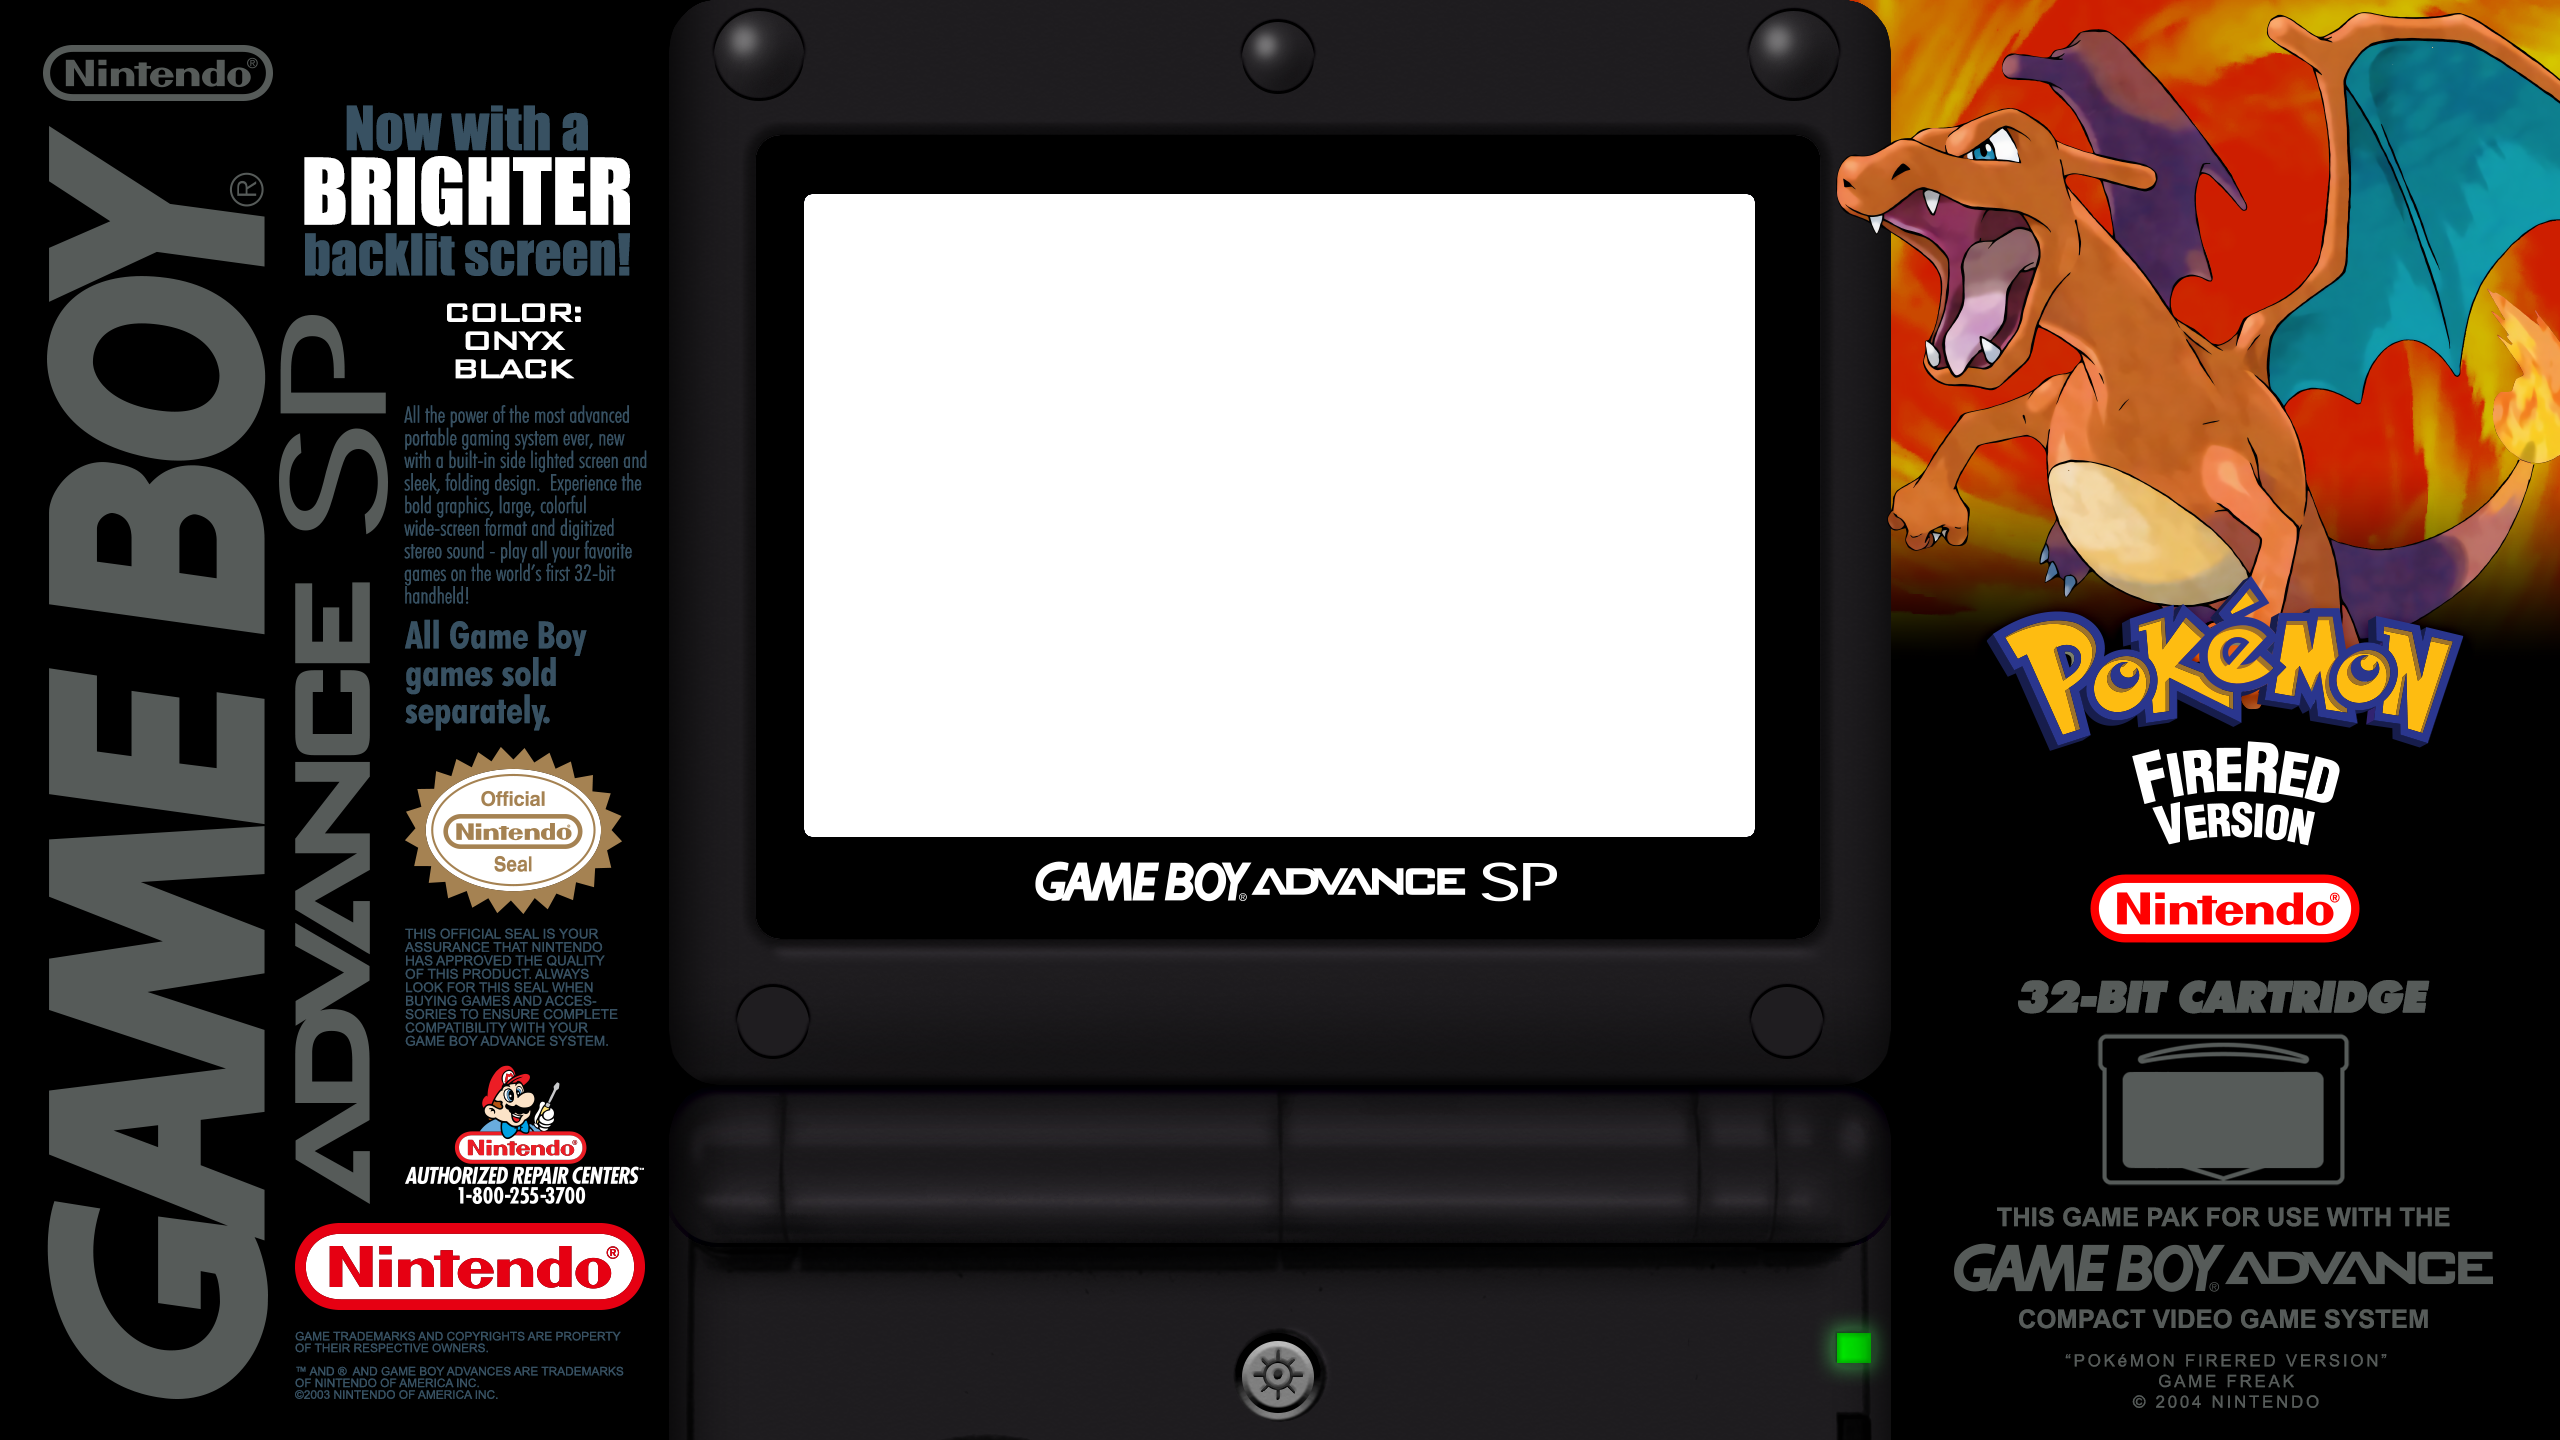 Nintendo®
GAME BOY®
ADVANCE SP
Now with a
BRIGHTER
backlit screen!
COLOR:
ONYX
BLACK
All the power of the most advanced
portable gaming system ever, new
with a built-in side lighted screen and
sleek, folding design. Experience the
bold graphics, large, colorful
wide-screen format and digitized
stereo sound - play all your favorite
games on the world's first 32-bit
handheld!
All Game Boy
games sold
separately.
Official
Nintendo®
Seal
THIS OFFICIAL SEAL IS YOUR
ASSURANCE THAT NINTENDO
HAS APPROVED THE QUALITY
OF THIS PRODUCT. ALWAYS
LOOK FOR THIS SEAL WHEN
BUYING GAMES AND ACCES-
SORIES TO ENSURE COMPLETE
COMPATIBILITY WITH YOUR
GAME BOY ADVANCE SYSTEM.
M
Nintendo®
AUTHORIZED REPAIR CENTERS™
1-800-255-3700
Nintendo®
GAME TRADEMARKS AND COPYRIGHTS ARE PROPERTY
OF THEIR RESPECTIVE OWNERS.
™ AND ® AND GAME BOY ADVANCES ARE TRADEMARKS
OF NINTENDO OF AMERICA INC.
©2003 NINTENDO OF AMERICA INC.
GAME BOY® ADVANCE SP
POKéMON
FIRERED
VERSION
Nintendo®
32-BIT CARTRIDGE
THIS GAME PAK FOR USE WITH THE
GAME BOY® ADVANCE
COMPACT VIDEO GAME SYSTEM
“POKéMON FIRERED VERSION”
GAME FREAK
© 2004 NINTENDO